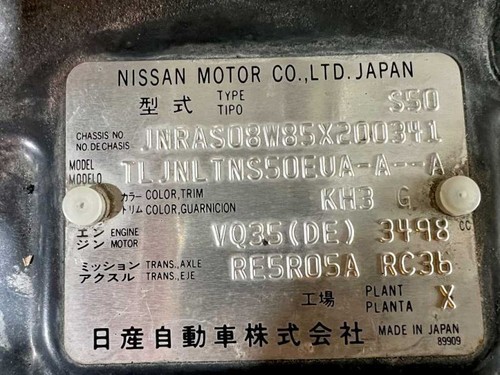 NISSAN MOTOR CO.,LTD. JAPAN
型式 TYPE TIPO S50
CHASSIS NO NO DECHASIS JNRAS08W85X200341
MODEL MODELO TLJNLTNS50EUA-A--A
カラー COLOR,TRIM トリム COLOR,GUARNICION KH3 G
エンジン ENGINE MOTOR VQ35(DE) 3498 CC
ミッション TRANS.,AXLE アクスル TRANS.,EJE RE5R05A RC36
工場 PLANT PLANTA X
日産自動車株式会社 MADE IN JAPAN
89909